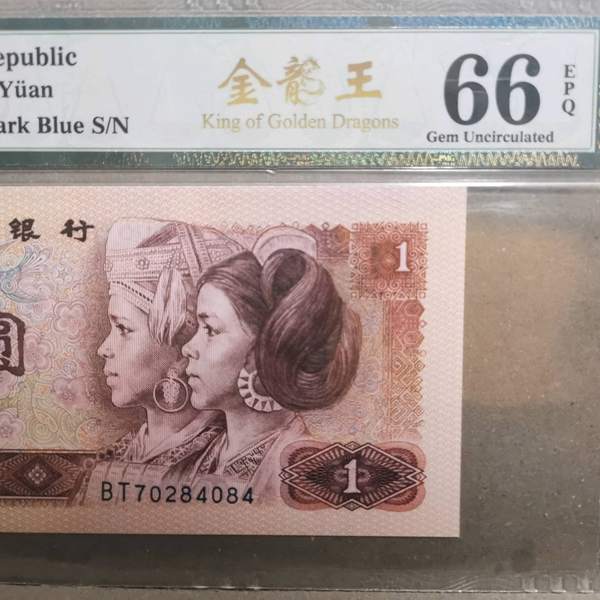 epublic
Yüan
ark Blue S/N
金龍王
King of Golden Dragons
66
EPQ
Gem Uncirculated
银行
1
圆
BT70284084
1